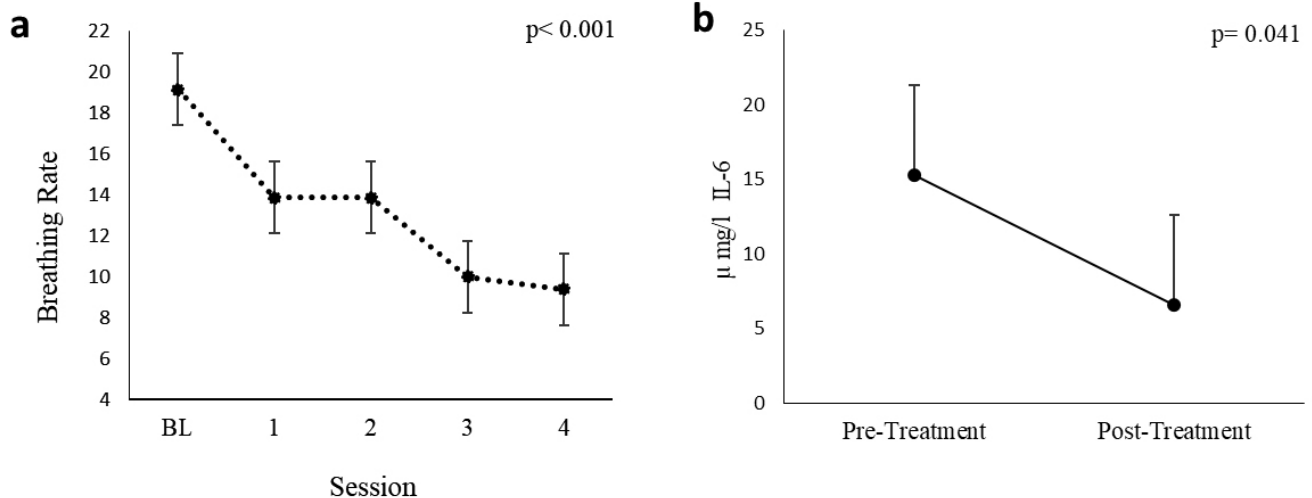 a
p< 0.001
22
20
18
16
14
12
10
8
6
4
Breathing Rate
BL 1 2 3 4
Session
b
p= 0.041
25
20
15
10
5
0
µ mg/l IL-6
Pre-Treatment Post-Treatment